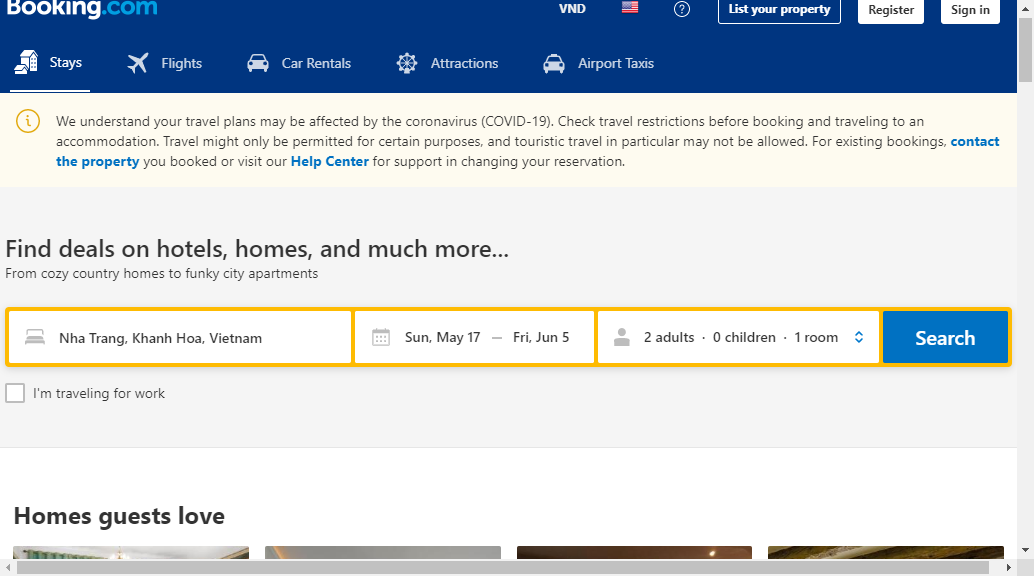 Booking.com
VND
List your property
Register
Sign in
Stays
Flights
Car Rentals
Attractions
Airport Taxis
We understand your travel plans may be affected by the coronavirus (COVID-19). Check travel restrictions before booking and traveling to an
accommodation. Travel might only be permitted for certain purposes, and touristic travel in particular may not be allowed. For existing bookings, contact
the property you booked or visit our Help Center for support in changing your reservation.
Find deals on hotels, homes, and much more...
From cozy country homes to funky city apartments
Nha Trang, Khanh Hoa, Vietnam
Sun, May 17 — Fri, Jun 5
2 adults · 0 children · 1 room
Search
I'm traveling for work
Homes guests love